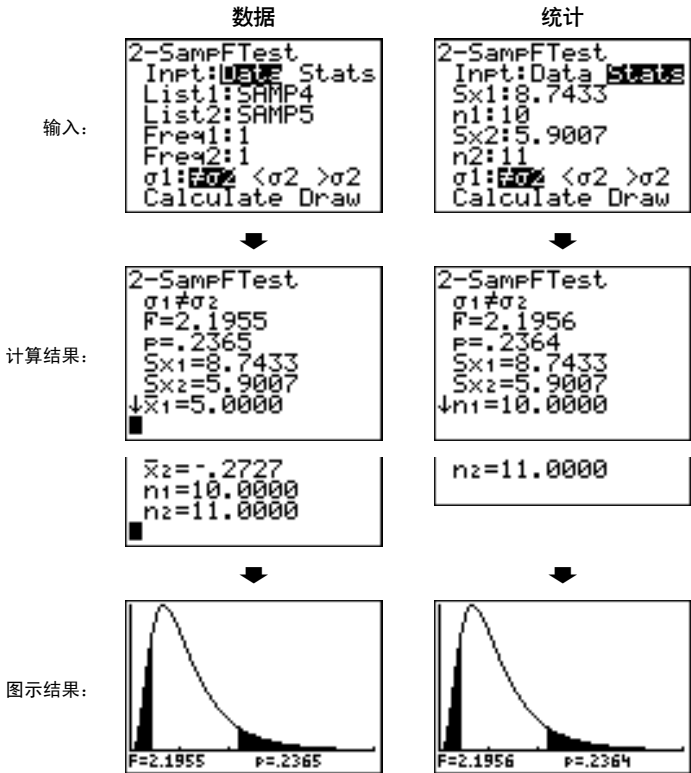 数据
统计
输入：
2-SampFTest
Inpt:Data Stats
List1:SAMP4
List2:SAMP5
Freq1:1
Freq2:1
σ1:≠σ2 <σ2 >σ2
Calculate Draw
2-SampFTest
Inpt:Data Stats
Sx1:8.7433
n1:10
Sx2:5.9007
n2:11
σ1:≠σ2 <σ2 >σ2
Calculate Draw
计算结果：
2-SampFTest
σ1≠σ2
F=2.1955
p=.2365
Sx1=8.7433
Sx2=5.9007
↓x̄1=5.0000
x̄2=-.2727
n1=10.0000
n2=11.0000
2-SampFTest
σ1≠σ2
F=2.1956
p=.2364
Sx1=8.7433
Sx2=5.9007
↓n1=10.0000
n2=11.0000
图示结果：
F=2.1955 p=.2365
F=2.1956 p=.2364